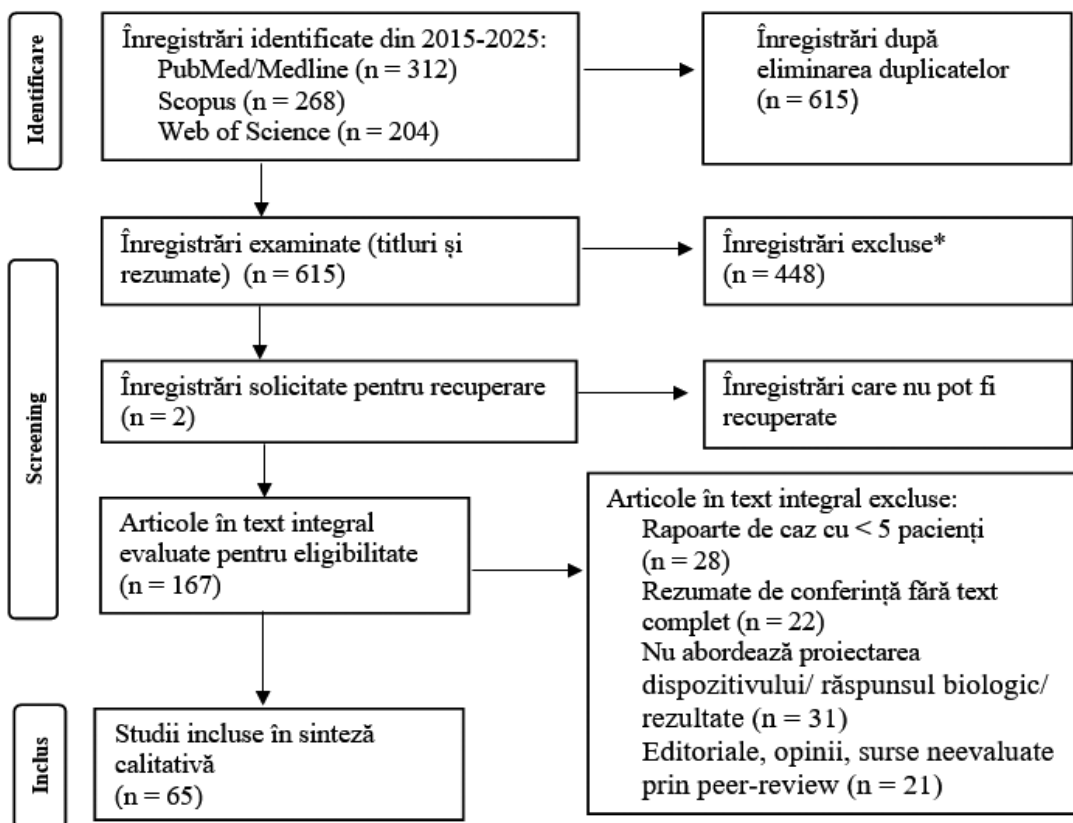 Identificare
Înregistrări identificate din 2015-2025:
PubMed/Medline (n = 312)
Scopus (n = 268)
Web of Science (n = 204)
Înregistrări după
eliminarea duplicatelor
(n = 615)
Screening
Înregistrări examinate (titluri și
rezumate) (n = 615)
Înregistrări excluse*
(n = 448)
Înregistrări solicitate pentru recuperare
(n = 2)
Înregistrări care nu pot fi
recuperate
Articole în text integral
evaluate pentru eligibilitate
(n = 167)
Articole în text integral excluse:
Rapoarte de caz cu < 5 pacienți
(n = 28)
Rezumate de conferință fără text
complet (n = 22)
Nu abordează proiectarea
dispozitivului/ răspunsul biologic/
rezultate (n = 31)
Editoriale, opinii, surse neevaluate
prin peer-review (n = 21)
Inclus
Studii incluse în sinteză
calitativă
(n = 65)